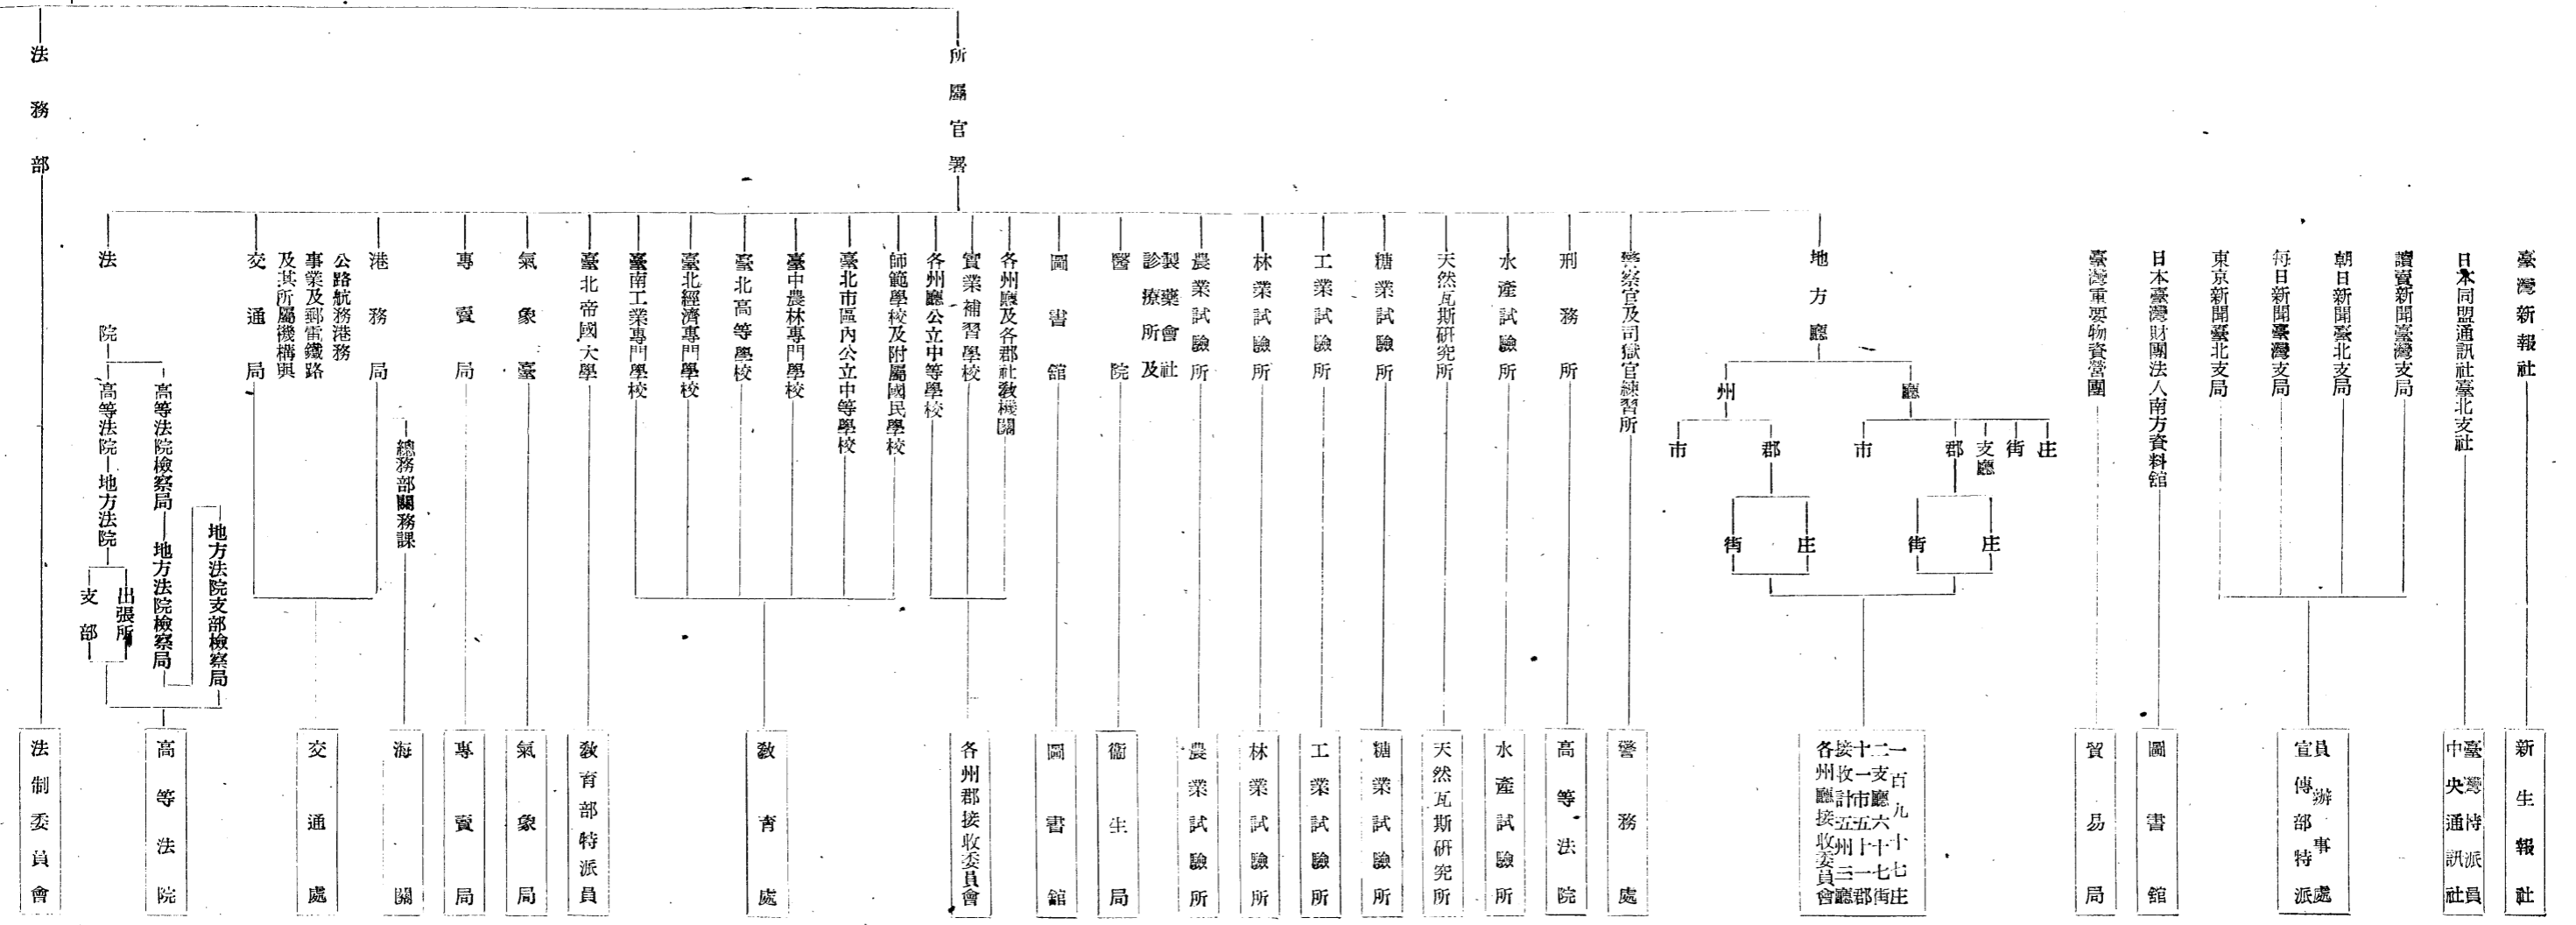 臺灣新報社
日本同盟通訊社臺北支社
讀賣新聞臺灣支局
朝日新聞臺北支局
每日新聞臺灣支局
東京新聞臺北支局
日本臺灣財團法人南方資料館
臺灣重要物資營團
所屬官署
地方廳
廳
庄
街
支廳
郡
市
庄
街
州
郡
市
庄
街
警察官及司獄官練習所
刑務所
水產試驗所
天然瓦斯研究所
糖業試驗所
工業試驗所
林業試驗所
農業試驗所
製藥會社
診療所及
醫院
圖書館
各州廳及各郡社敎機關
實業補習學校
各州廳公立中等學校
師範學校及附屬國民學校
臺北市區內公立中等學校
臺中農林專門學校
臺北高等學校
臺北經濟專門學校
臺南工業專門學校
臺北帝國大學
氣象臺
專賣局
港務局
總務部關務課
公路航務港務
事業及郵電鐵路
及其所屬機構與
交通局
法院
高等法院檢察局
地方法院檢察局
地方法院支部檢察局
高等法院
地方法院
出張所
支部
法務部
新生報社
臺灣特派員
中央通訊社
員辦事處
宣傳部特派
圖書館
貿易局
一百九十七庄
二支廳六十七街
十一市五十一郡
接收計五州三廳
各州廳接收委員會
警務處
高等法院
水產試驗所
天然瓦斯研究所
糖業試驗所
工業試驗所
林業試驗所
農業試驗所
衞生局
圖書館
各州郡接收委員會
敎育處
敎育部特派員
氣象局
專賣局
海關
交通處
高等法院
法制委員會